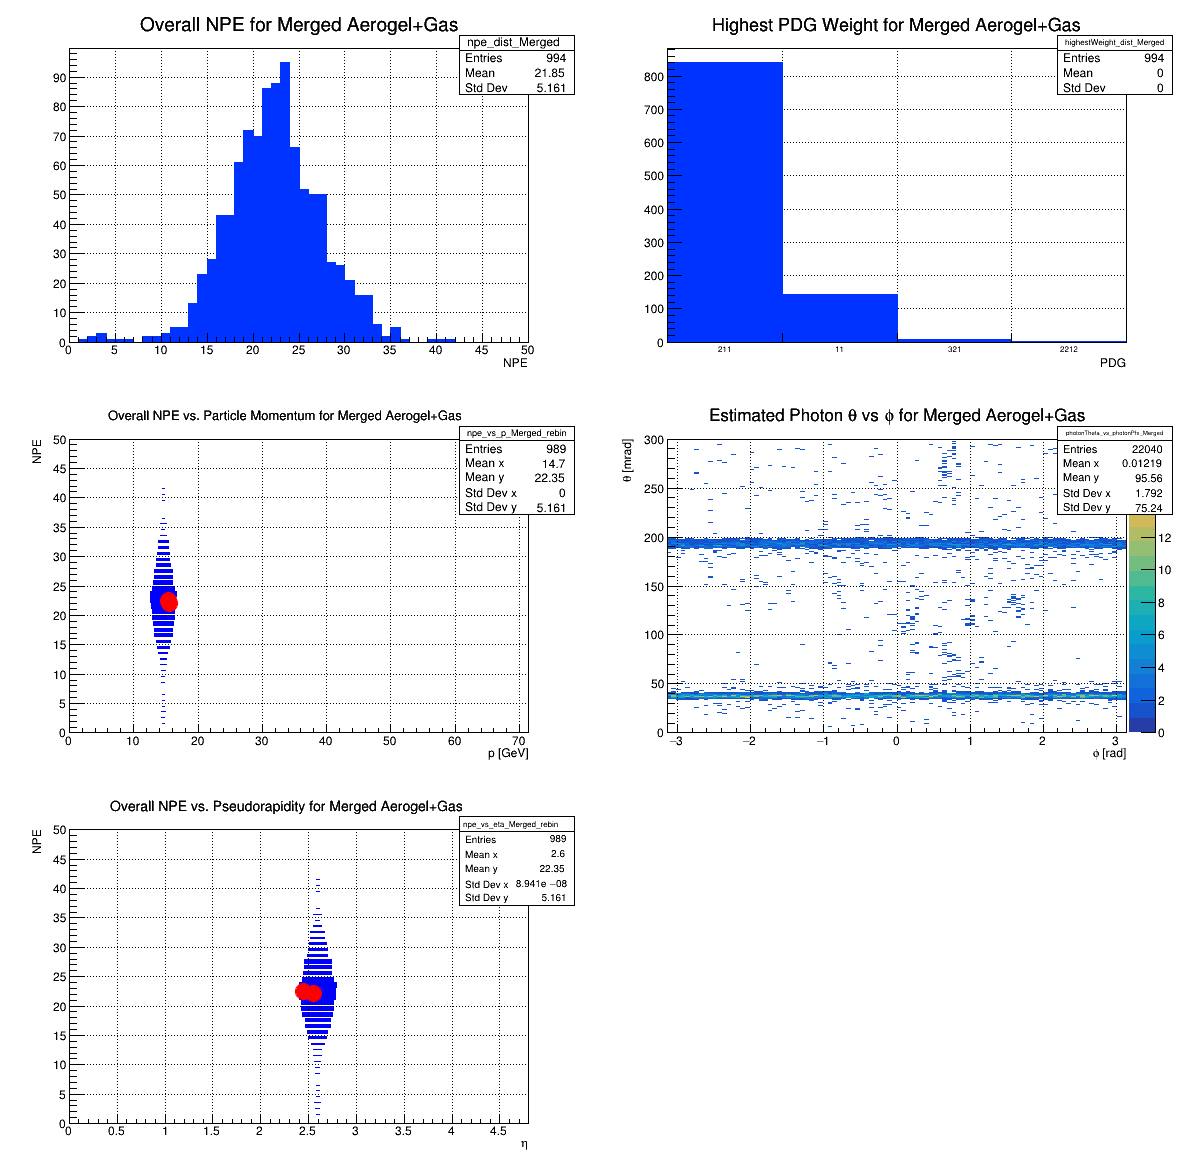 Overall NPE for Merged Aerogel+Gas
npe_dist_Merged
Entries 994
Mean 21.85
Std Dev 5.161
90
80
70
60
50
40
30
20
10
0
0 5 10 15 20 25 30 35 40 45 50
NPE
Highest PDG Weight for Merged Aerogel+Gas
highestWeight_dist_Merged
Entries 994
Mean 0
Std Dev 0
800
700
600
500
400
300
200
100
0
211 11 321 2212
PDG
Overall NPE vs. Particle Momentum for Merged Aerogel+Gas
npe_vs_p_Merged_rebin
Entries 989
Mean x 14.7
Mean y 22.35
Std Dev x 0
Std Dev y 5.161
NPE
50
45
40
35
30
25
20
15
10
5
0
0 10 20 30 40 50 60 70
p [GeV]
Estimated Photon θ vs ϕ for Merged Aerogel+Gas
photonTheta_vs_photonPhi_Merged
Entries 22040
Mean x 0.01219
Mean y 95.56
Std Dev x 1.792
Std Dev y 75.24
θ [mrad]
300
250
200
150
100
50
0
−3 −2 −1 0 1 2 3
ϕ [rad]
12
10
8
6
4
2
0
Overall NPE vs. Pseudorapidity for Merged Aerogel+Gas
npe_vs_eta_Merged_rebin
Entries 989
Mean x 2.6
Mean y 22.35
Std Dev x 8.941e −08
Std Dev y 5.161
NPE
50
45
40
35
30
25
20
15
10
5
0
0 0.5 1 1.5 2 2.5 3 3.5 4 4.5
η